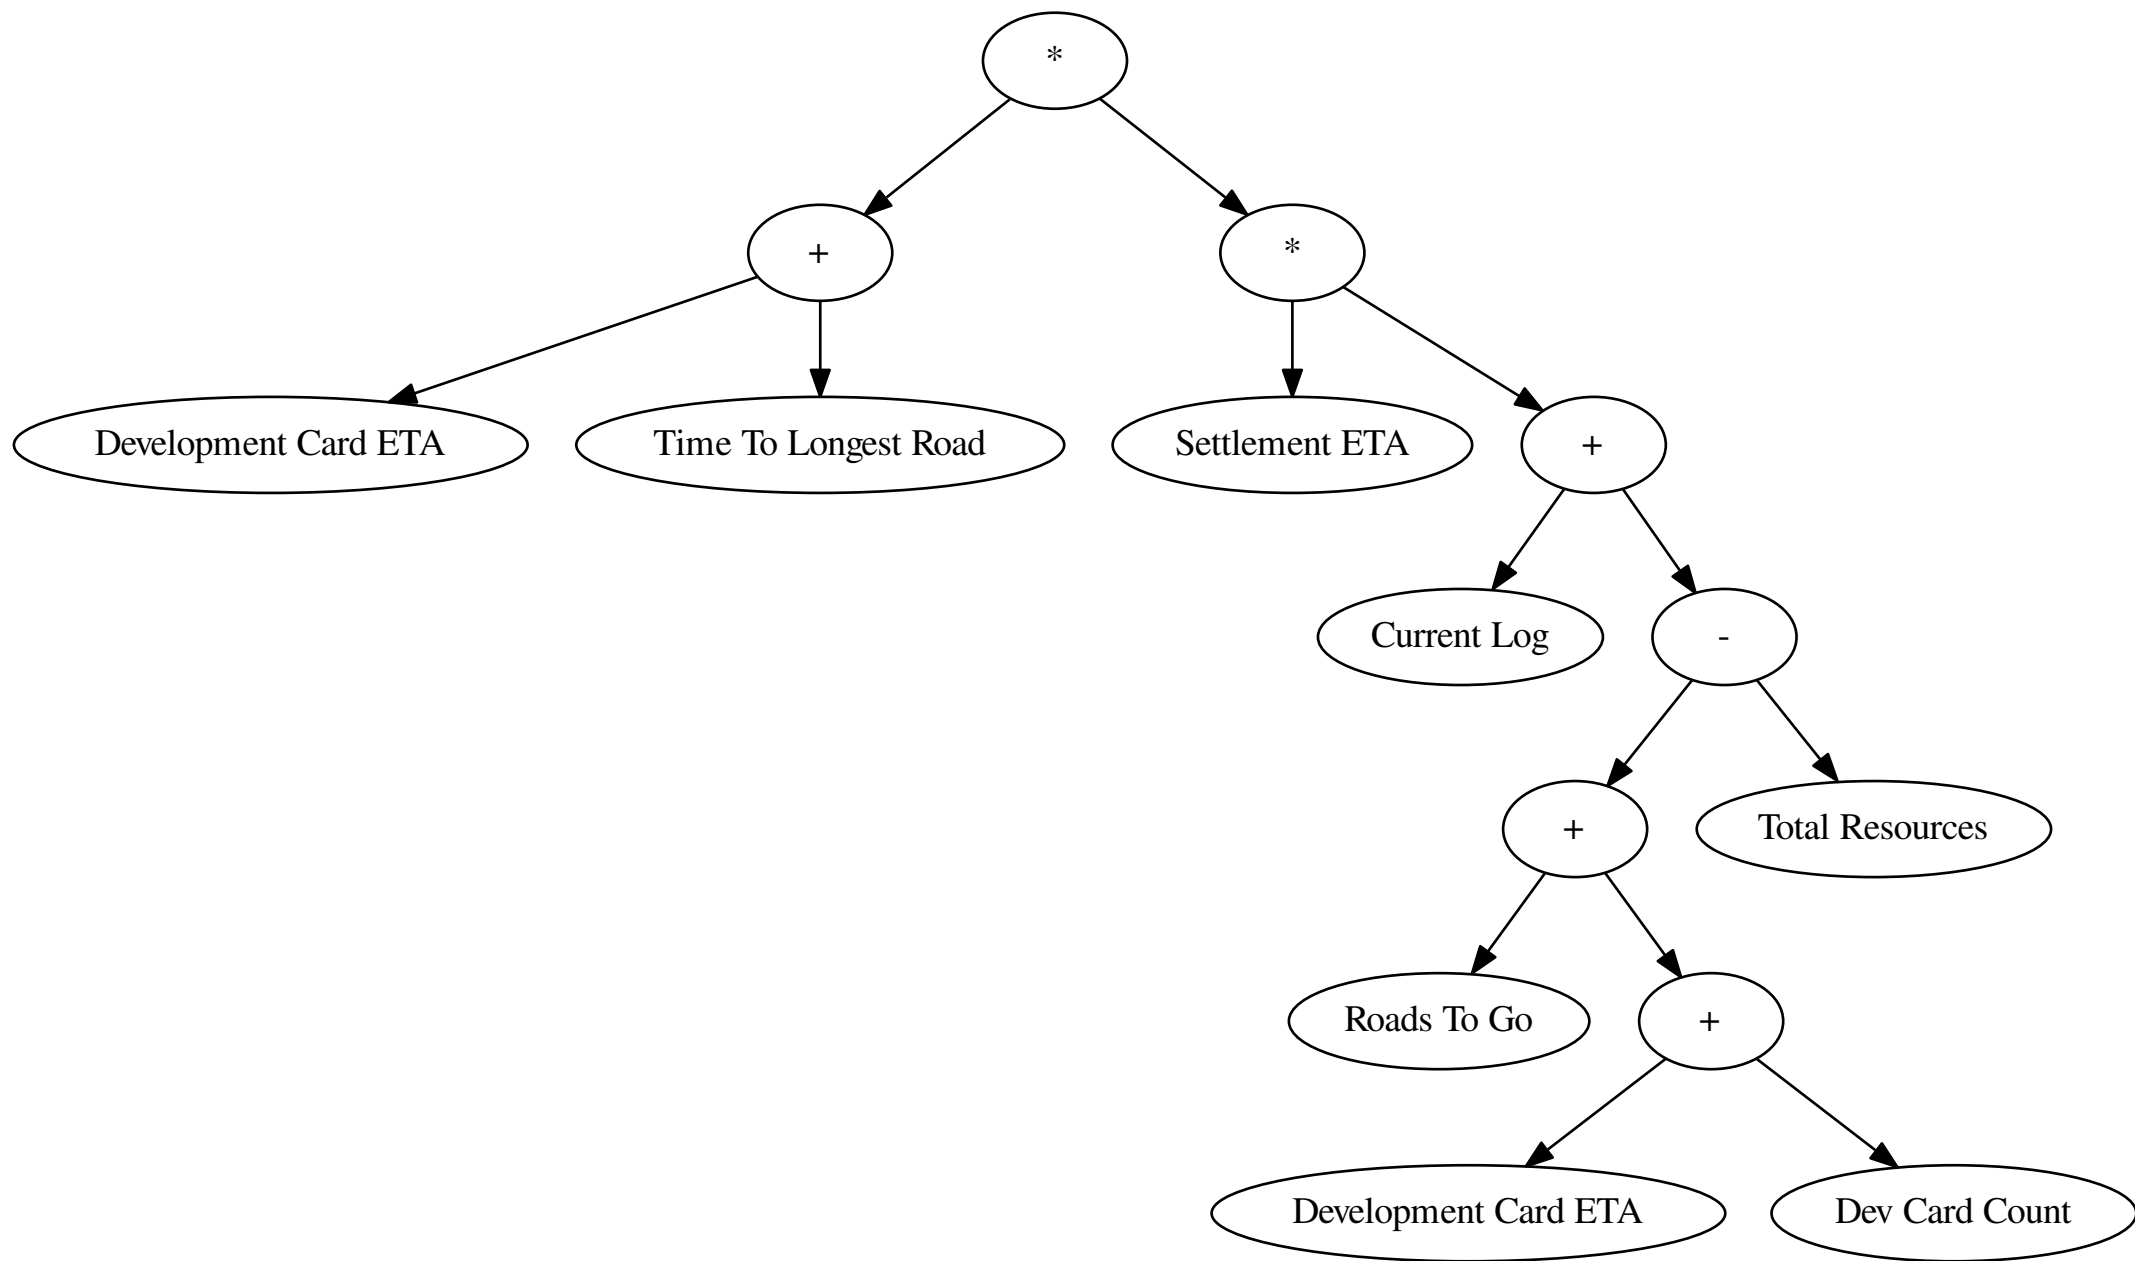 *
+
*
Development Card ETA
Time To Longest Road
Settlement ETA
+
Current Log
-
+
Total Resources
Roads To Go
+
Development Card ETA
Dev Card Count